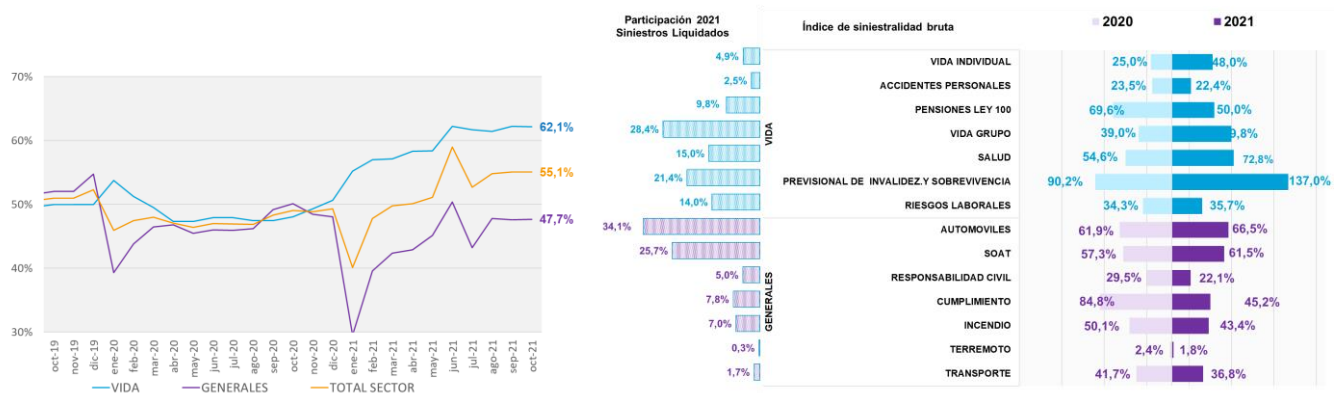 70%
60%
50%
40%
30%
62,1%
55,1%
47,7%
oct-19
nov-19
dic-19
ene-20
feb-20
mar-20
abr-20
may-20
jun-20
jul-20
ago-20
sep-20
oct-20
nov-20
dic-20
ene-21
feb-21
mar-21
abr-21
may-21
jun-21
jul-21
ago-21
sep-21
oct-21
VIDA
GENERALES
TOTAL SECTOR
Participación 2021
Siniestros Liquidados
Índice de siniestralidad bruta
2020
2021
VIDA
GENERALES
4,9% VIDA INDIVIDUAL 25,0% 48,0%
2,5% ACCIDENTES PERSONALES 23,5% 22,4%
9,8% PENSIONES LEY 100 69,6% 50,0%
28,4% VIDA GRUPO 39,0% 9,8%
15,0% SALUD 54,6% 72,8%
21,4% PREVISIONAL DE INVALIDEZ.Y SOBREVIVENCIA 90,2% 137,0%
14,0% RIESGOS LABORALES 34,3% 35,7%
34,1% AUTOMOVILES 61,9% 66,5%
25,7% SOAT 57,3% 61,5%
5,0% RESPONSABILIDAD CIVIL 29,5% 22,1%
7,8% CUMPLIMIENTO 84,8% 45,2%
7,0% INCENDIO 50,1% 43,4%
0,3% TERREMOTO 2,4% 1,8%
1,7% TRANSPORTE 41,7% 36,8%